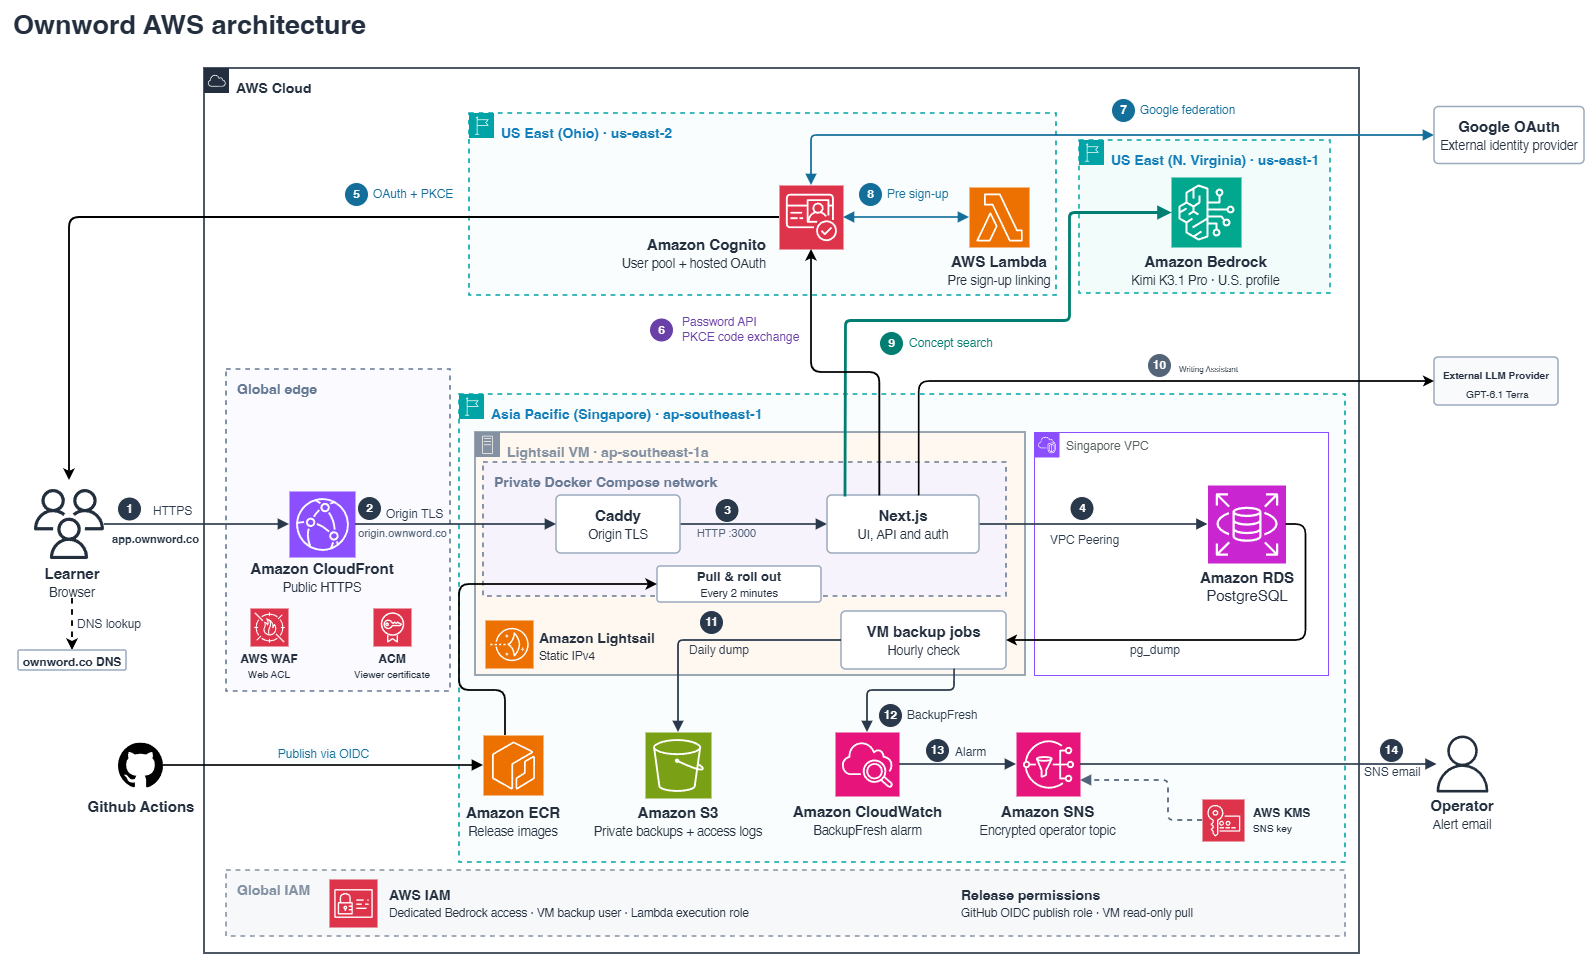 Ownword AWS architecture
AWS Cloud
US East (Ohio) · us-east-2
7 Google federation
Google OAuth
External identity provider
US East (N. Virginia) · us-east-1
5 OAuth + PKCE
8 Pre sign-up
Amazon Cognito
User pool + hosted OAuth
AWS Lambda
Pre sign-up linking
Amazon Bedrock
Kimi K3.1 Pro · U.S. profile
6 Password API
PKCE code exchange
9 Concept search
10 Writing Assistant
External LLM Provider
GPT-6.1 Terra
Global edge
Asia Pacific (Singapore) · ap-southeast-1
Lightsail VM · ap-southeast-1a
Singapore VPC
Private Docker Compose network
1 HTTPS
app.ownword.co
2 Origin TLS
origin.ownword.co
Caddy
Origin TLS
3
HTTP :3000
Next.js
UI, API and auth
4
VPC Peering
Learner
Browser
Amazon CloudFront
Public HTTPS
Amazon RDS
PostgreSQL
Pull & roll out
Every 2 minutes
DNS lookup
ownword.co DNS
AWS WAF
Web ACL
ACM
Viewer certificate
Amazon Lightsail
Static IPv4
11
Daily dump
VM backup jobs
Hourly check
pg_dump
12 BackupFresh
Publish via OIDC
13 Alarm
14
SNS email
Github Actions
Amazon ECR
Release images
Amazon S3
Private backups + access logs
Amazon CloudWatch
BackupFresh alarm
Amazon SNS
Encrypted operator topic
AWS KMS
SNS key
Operator
Alert email
Global IAM
AWS IAM
Dedicated Bedrock access · VM backup user · Lambda execution role
Release permissions
GitHub OIDC publish role · VM read-only pull